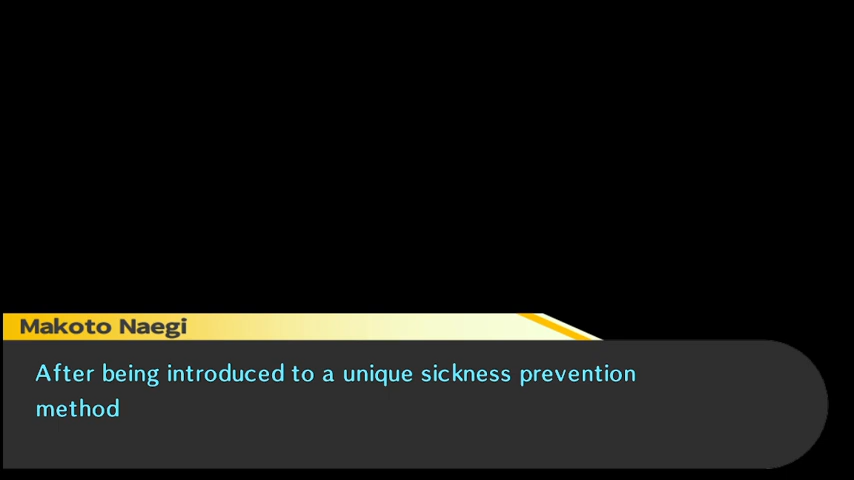 Makoto Naegi
After being introduced to a unique sickness prevention
method